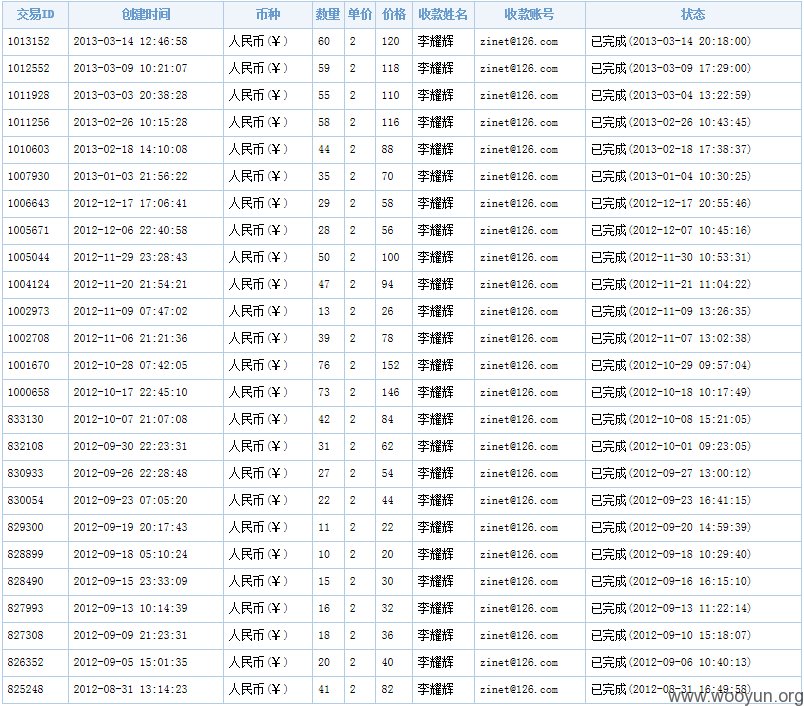 交易ID 创建时间 币种 数量 单价 价格 收款姓名 收款账号 状态
1013152 2013-03-14 12:46:58 人民币(￥) 60 2 120 李耀辉 zinet@126.com 已完成(2013-03-14 20:18:00)
1012552 2013-03-09 10:21:07 人民币(￥) 59 2 118 李耀辉 zinet@126.com 已完成(2013-03-09 17:29:00)
1011928 2013-03-03 20:38:28 人民币(￥) 55 2 110 李耀辉 zinet@126.com 已完成(2013-03-04 13:22:59)
1011256 2013-02-26 10:15:28 人民币(￥) 58 2 116 李耀辉 zinet@126.com 已完成(2013-02-26 10:43:45)
1010603 2013-02-18 14:10:08 人民币(￥) 44 2 88 李耀辉 zinet@126.com 已完成(2013-02-18 17:38:37)
1007930 2013-01-03 21:56:22 人民币(￥) 35 2 70 李耀辉 zinet@126.com 已完成(2013-01-04 10:30:25)
1006643 2012-12-17 17:06:41 人民币(￥) 29 2 58 李耀辉 zinet@126.com 已完成(2012-12-17 20:55:46)
1005671 2012-12-06 22:40:58 人民币(￥) 28 2 56 李耀辉 zinet@126.com 已完成(2012-12-07 10:45:16)
1005044 2012-11-29 23:28:43 人民币(￥) 50 2 100 李耀辉 zinet@126.com 已完成(2012-11-30 10:53:31)
1004124 2012-11-20 21:54:21 人民币(￥) 47 2 94 李耀辉 zinet@126.com 已完成(2012-11-21 11:04:22)
1002973 2012-11-09 07:47:02 人民币(￥) 13 2 26 李耀辉 zinet@126.com 已完成(2012-11-09 13:26:35)
1002708 2012-11-06 21:21:36 人民币(￥) 39 2 78 李耀辉 zinet@126.com 已完成(2012-11-07 13:02:38)
1001670 2012-10-28 07:42:05 人民币(￥) 76 2 152 李耀辉 zinet@126.com 已完成(2012-10-29 09:57:04)
1000658 2012-10-17 22:45:10 人民币(￥) 73 2 146 李耀辉 zinet@126.com 已完成(2012-10-18 10:17:49)
833130 2012-10-07 21:07:08 人民币(￥) 42 2 84 李耀辉 zinet@126.com 已完成(2012-10-08 15:21:05)
832108 2012-09-30 22:23:31 人民币(￥) 31 2 62 李耀辉 zinet@126.com 已完成(2012-10-01 09:23:05)
830933 2012-09-26 22:28:48 人民币(￥) 27 2 54 李耀辉 zinet@126.com 已完成(2012-09-27 13:00:12)
830054 2012-09-23 07:05:20 人民币(￥) 22 2 44 李耀辉 zinet@126.com 已完成(2012-09-23 16:41:15)
829300 2012-09-19 20:17:43 人民币(￥) 11 2 22 李耀辉 zinet@126.com 已完成(2012-09-20 14:59:39)
828899 2012-09-18 05:10:24 人民币(￥) 10 2 20 李耀辉 zinet@126.com 已完成(2012-09-18 10:29:40)
828490 2012-09-15 23:33:09 人民币(￥) 15 2 30 李耀辉 zinet@126.com 已完成(2012-09-16 16:15:10)
827993 2012-09-13 10:14:39 人民币(￥) 16 2 32 李耀辉 zinet@126.com 已完成(2012-09-13 11:22:14)
827308 2012-09-09 21:23:31 人民币(￥) 18 2 36 李耀辉 zinet@126.com 已完成(2012-09-10 15:18:07)
826352 2012-09-05 15:01:35 人民币(￥) 20 2 40 李耀辉 zinet@126.com 已完成(2012-09-06 10:40:13)
825248 2012-08-31 13:14:23 人民币(￥) 41 2 82 李耀辉 zinet@126.com 已完成(2012-08-31 16:49:58)
www.wooyun.org